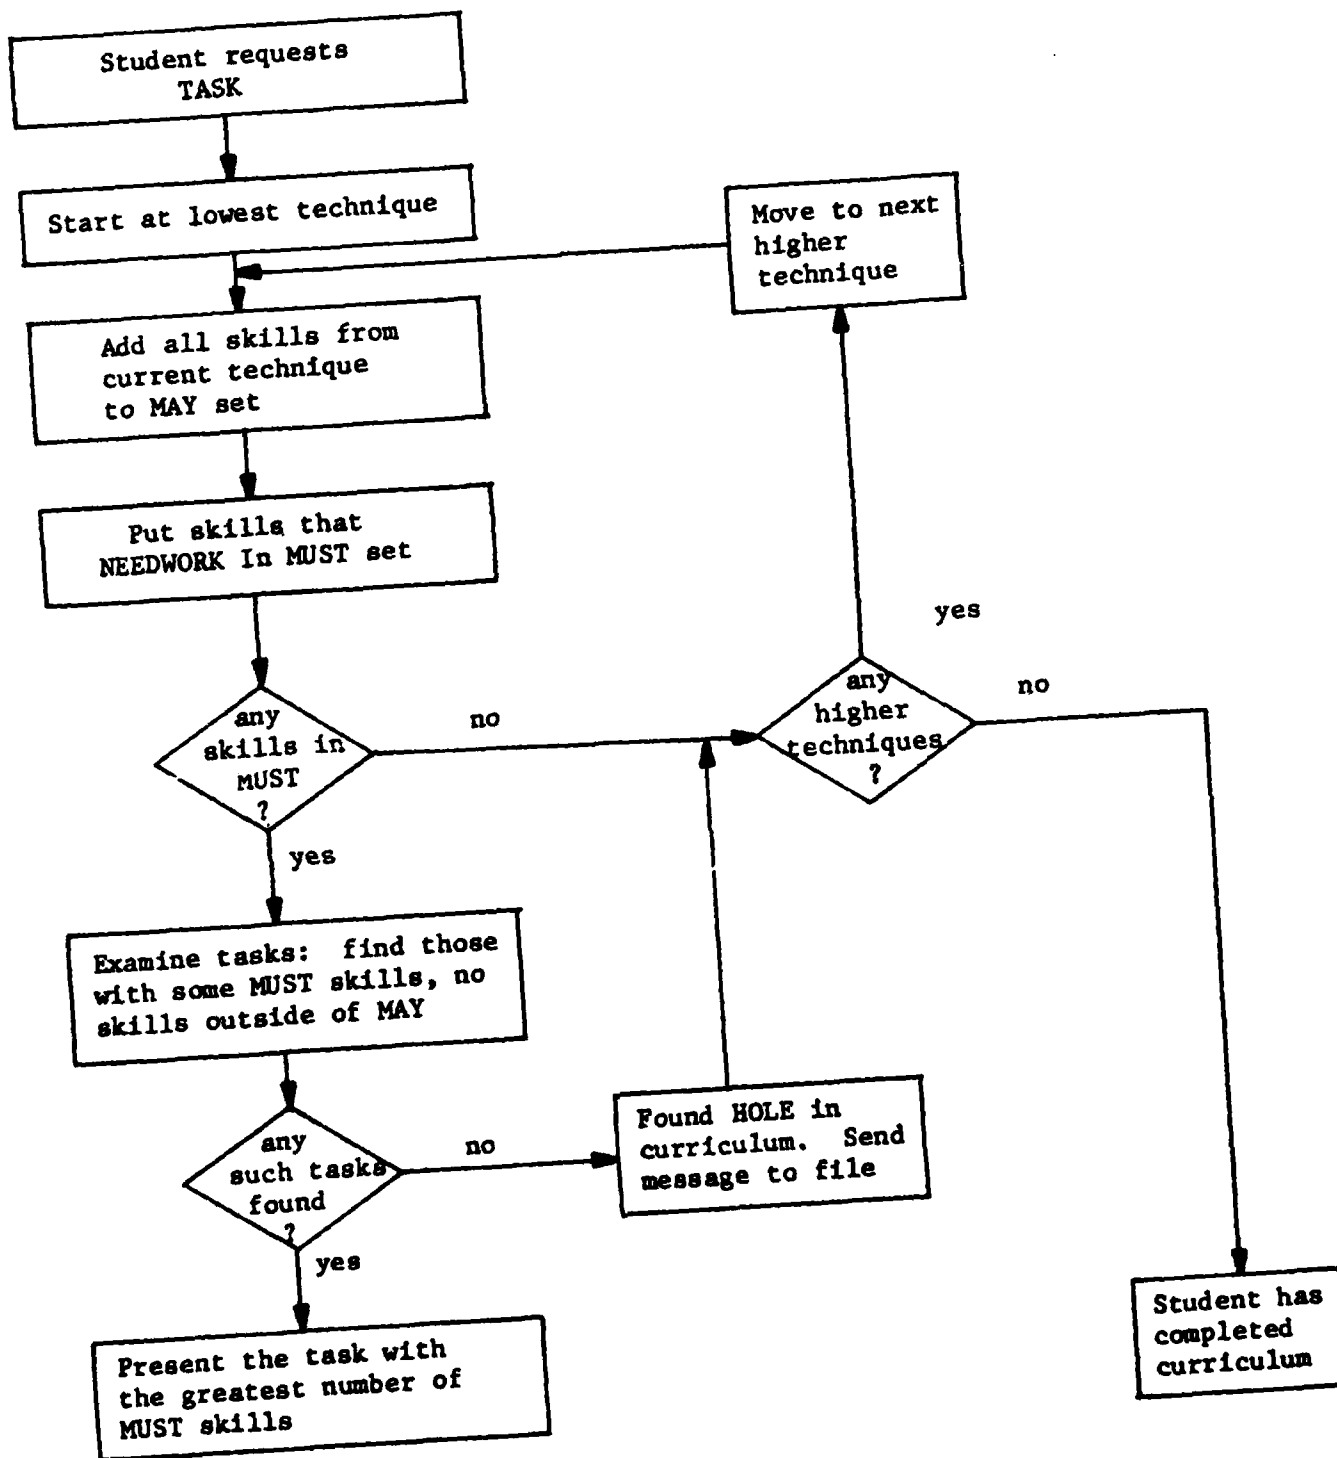 Student requests
TASK
Start at lowest technique
Move to next
higher
technique
Add all skills from
current technique
to MAY set
Put skills that
NEEDWORK In MUST set
yes
any
skills in
MUST
?
no
any
higher
techniques
?
no
yes
Examine tasks: find those
with some MUST skills, no
skills outside of MAY
any
such tasks
found
?
no
Found HOLE in
curriculum. Send
message to file
yes
Present the task with
the greatest number of
MUST skills
Student has
completed
curriculum